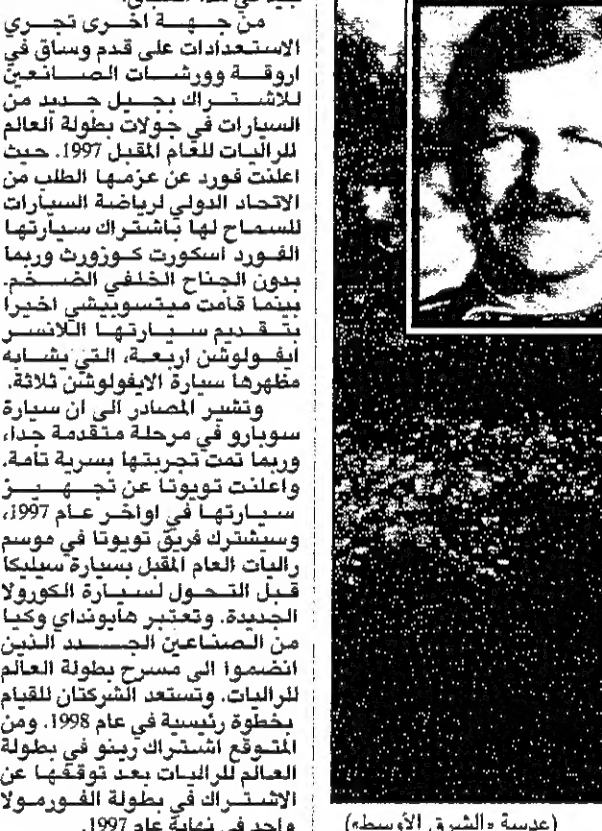 من جهة اخرى تجري
الاستعدادات على قدم وساق في
اروقة وورشات الصانعين
للاشتراك بجيل جديد من
السيارات في جولات بطولة العالم
للراليات للعام المقبل 1997. حيث
اعلنت فورد عن عزمها الطلب من
الاتحاد الدولي لرياضة السيارات
للسماح لها باشتراك سيارتها
الفورد اسكورت كوزورث وربما
بدون الجناح الخلفي الضخم.
بينما قامت ميتسوبيشي اخيرا
بتقديم سيارتها اللانسر
ايفولوشن اربعة، التي يشابه
مظهرها سيارة الايفولوشن ثلاثة.
وتشير المصادر الى ان سيارة
سوبارو في مرحلة متقدمة جدا،
وربما تمت تجربتها بسرية تامة.
واعلنت تويوتا عن تجهيز
سيارتها في اواخر عام 1997،
وسيشترك فريق تويوتا في موسم
راليات العام المقبل بسيارة سيليكا
قبل التحول لسيارة الكورولا
الجديدة. وتعتبر هايونداي وكيا
من الصناعين الجدد الذين
انضموا الى مسرح بطولة العالم
للراليات. وتستعد الشركتان للقيام
بخطوة رئيسية في عام 1998. ومن
المتوقع اشتراك رينو في بطولة
العالم للراليات بعد توقفها عن
الاشتراك في بطولة الفورمولا
واحد في نهاية عام 1997.
(عدسة «الشرق الأوسط»)